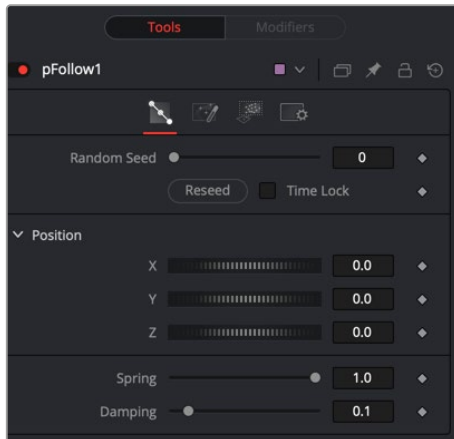 Tools Modifiers
pFollow1
Random Seed 0
Reseed Time Lock
Position
X 0.0
Y 0.0
Z 0.0
Spring 1.0
Damping 0.1